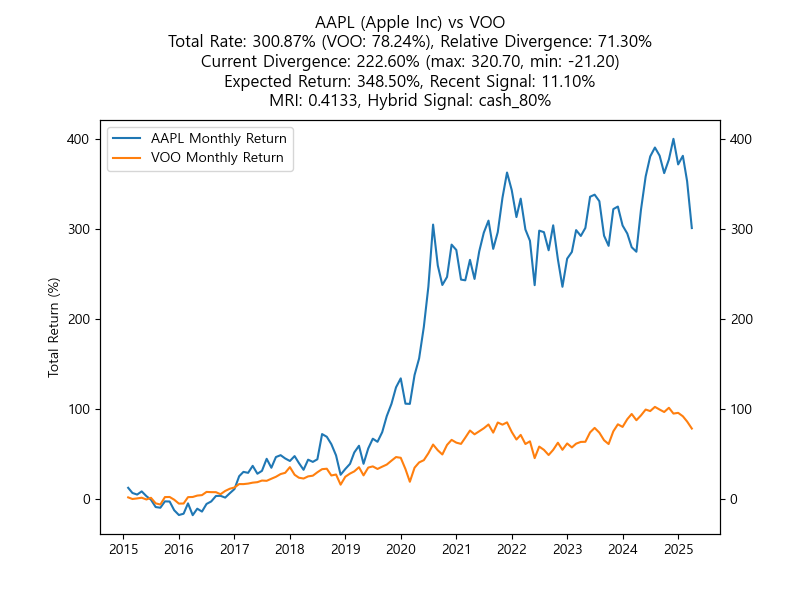 AAPL (Apple Inc) vs VOO
Total Rate: 300.87% (VOO: 78.24%), Relative Divergence: 71.30%
Current Divergence: 222.60% (max: 320.70, min: -21.20)
Expected Return: 348.50%, Recent Signal: 11.10%
MRI: 0.4133, Hybrid Signal: cash_80%
AAPL Monthly Return
VOO Monthly Return
Total Return (%)
400
300
200
100
0
400
300
200
100
0
2015 2016 2017 2018 2019 2020 2021 2022 2023 2024 2025